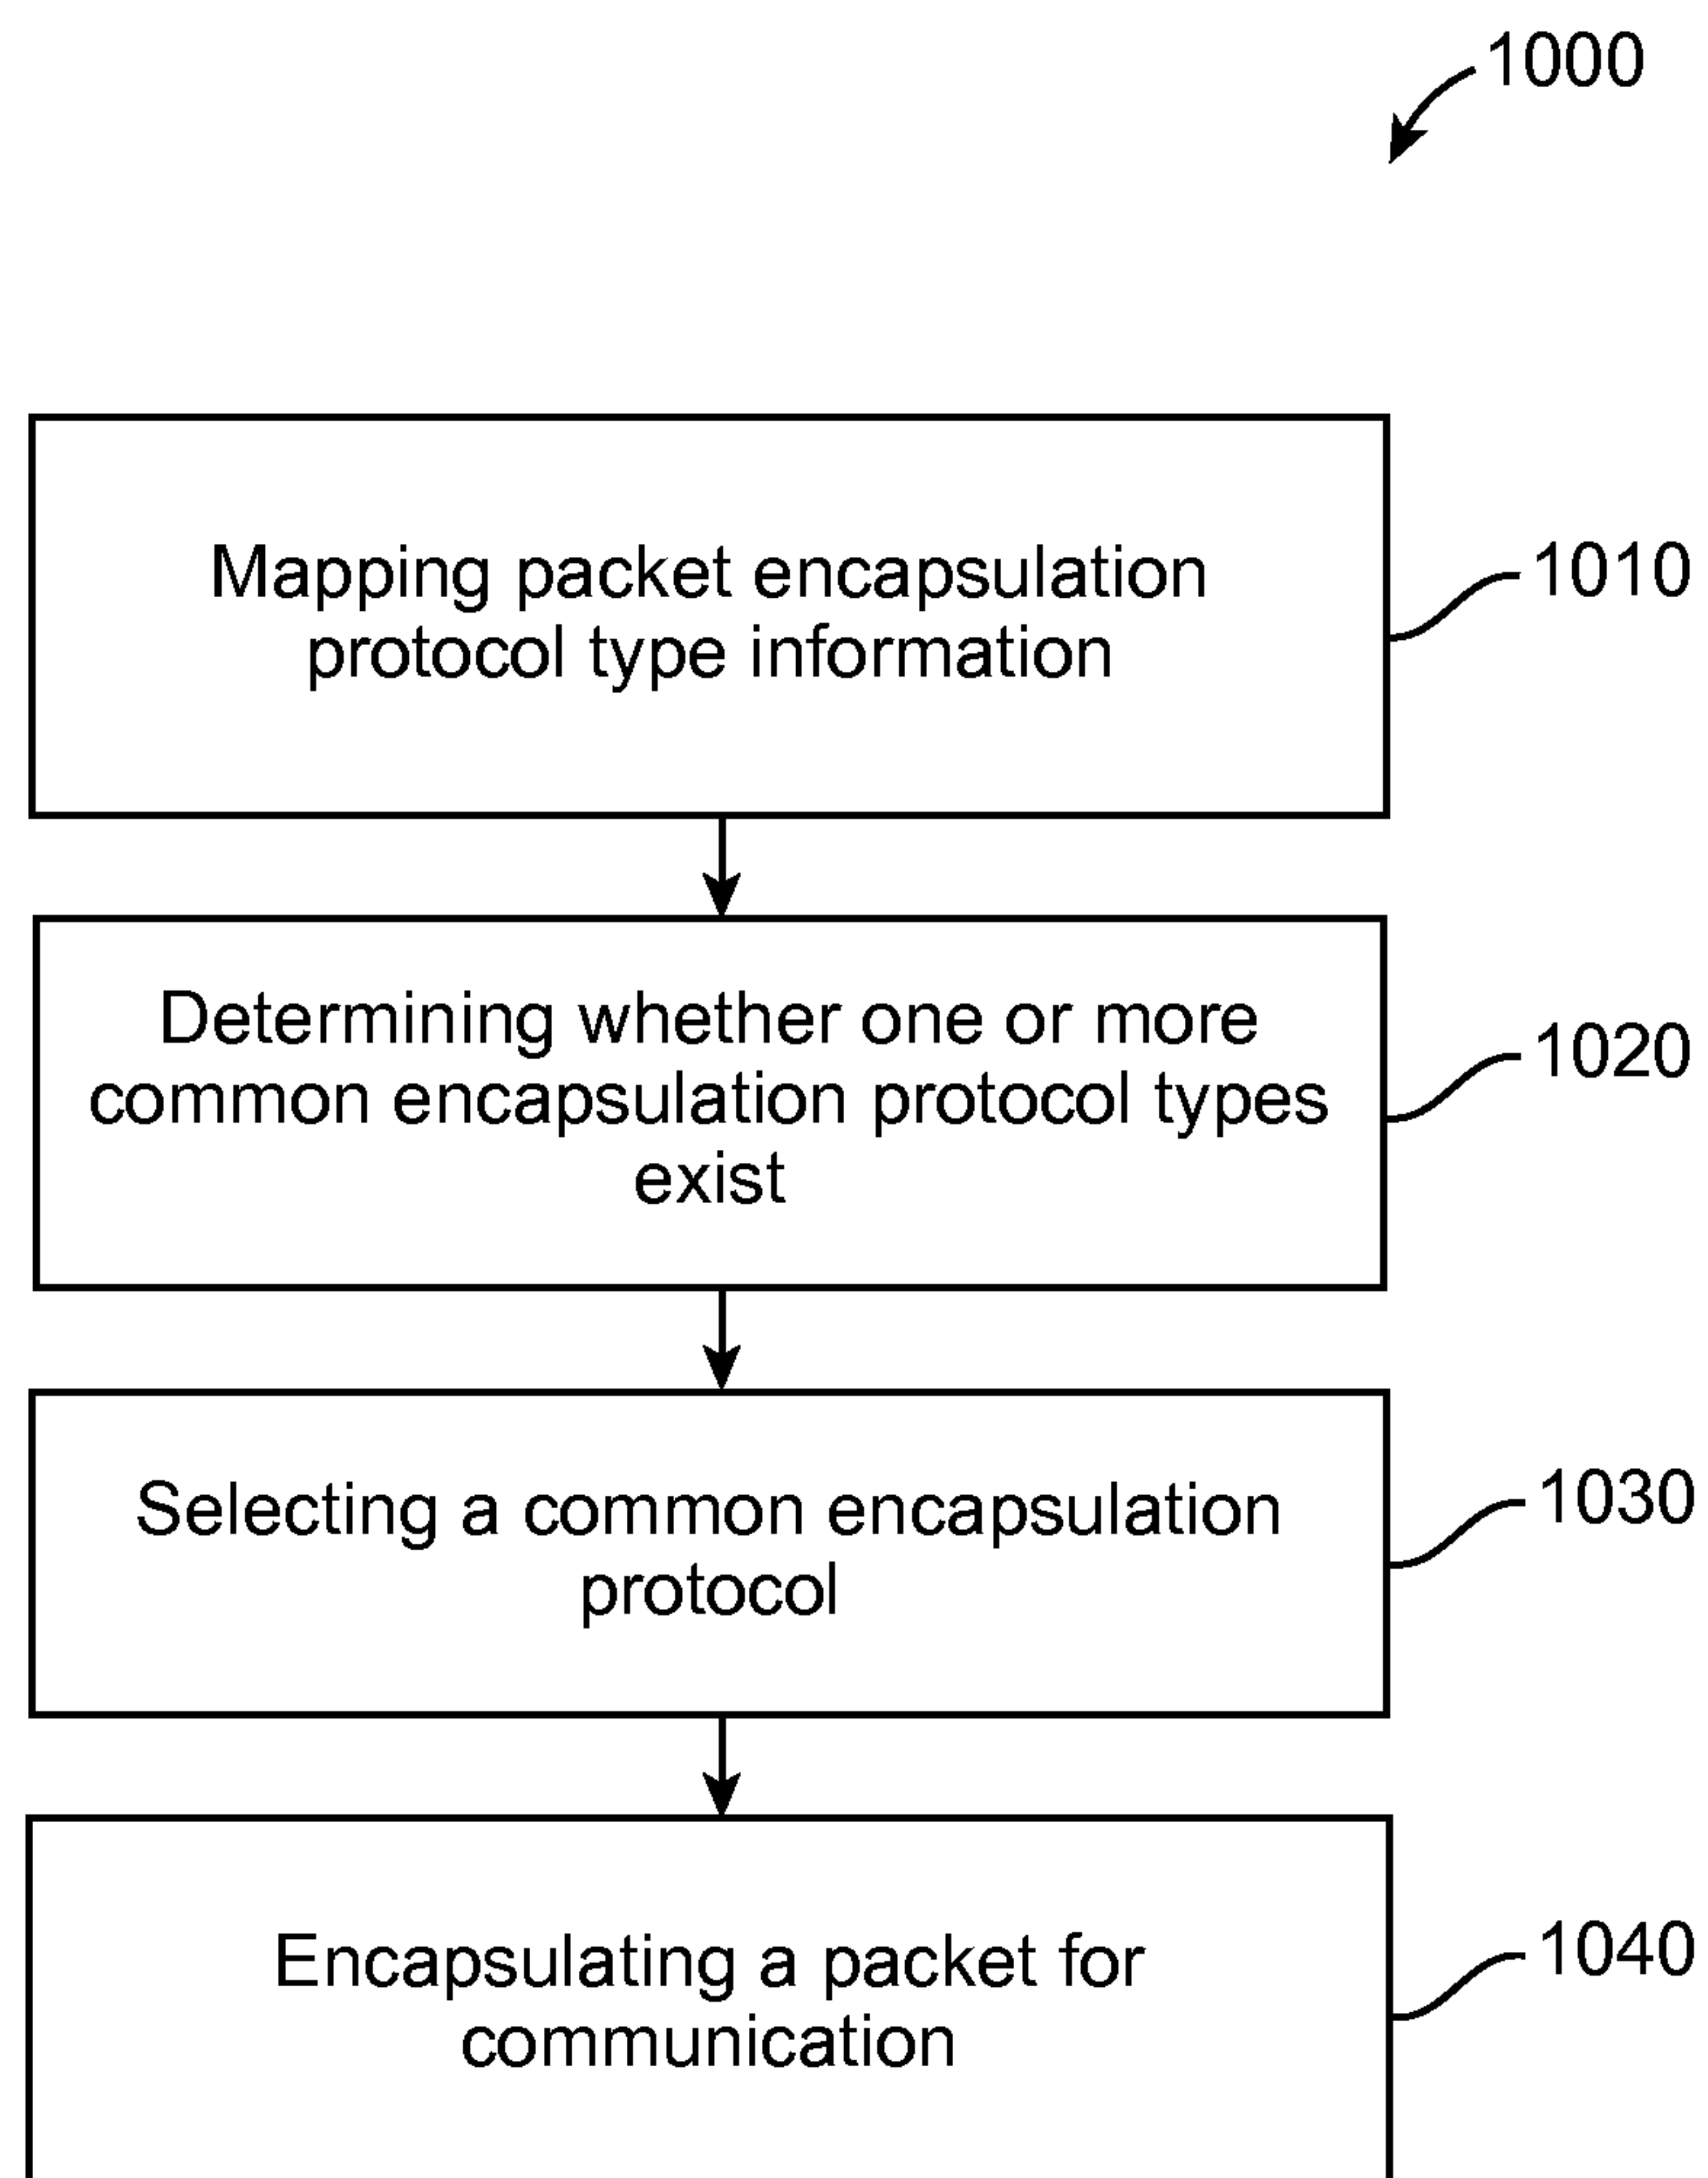 1000
Mapping packet encapsulation
protocol type information
1010
Determining whether one or more
common encapsulation protocol types
exist
1020
Selecting a common encapsulation
protocol
1030
Encapsulating a packet for
communication
1040